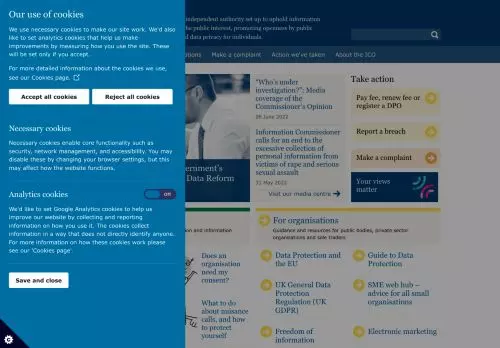 Our use of cookies
We use necessary cookies to make our site work. We'd also
like to set analytics cookies that help us make
improvements by measuring how you use the site. These
will be set only if you accept.
For more detailed information about the cookies we use,
see our Cookies page.
Accept all cookies
Reject all cookies
Necessary cookies
Necessary cookies enable core functionality such as
security, network management, and accessibility. You may
disable these by changing your browser settings, but this
may affect how the website functions.
Analytics cookies
Off
We'd like to set Google Analytics cookies to help us
improve our website by collecting and reporting
information on how you use it. The cookies collect
information in a way that does not directly identify anyone.
For more information on how these cookies work please
see our 'Cookies page'.
Save and close
independent authority set up to uphold information
he public interest, promoting openness by public
d data privacy for individuals.
tions
Make a complaint
Action we've taken
About the ICO
ernment's
Data Reform
"Who's under
investigation?": Media
coverage of the
Commissioner's Opinion
Information Commissioner
calls for an end to the
excessive collection of
personal information from
victims of rape and serious
sexual assault
31 May 2022
Visit our media centre
Take action
Pay fee, renew fee or
register a DPO
Report a breach
Make a complaint
Your views
matter
ction and information
Does an
organisation
need my
consent?
What to do
about nuisance
calls, and how
to protect
yourself
For organisations
Guidance and resources for public bodies, private
sector organisations and sole traders
Data Protection
and the EU
Guide to Data
Protection
UK General Data
Protection
Regulation (UK
GDPR)
SME web hub –
advice for all small
organisations
Freedom of
information
Electronic marketing